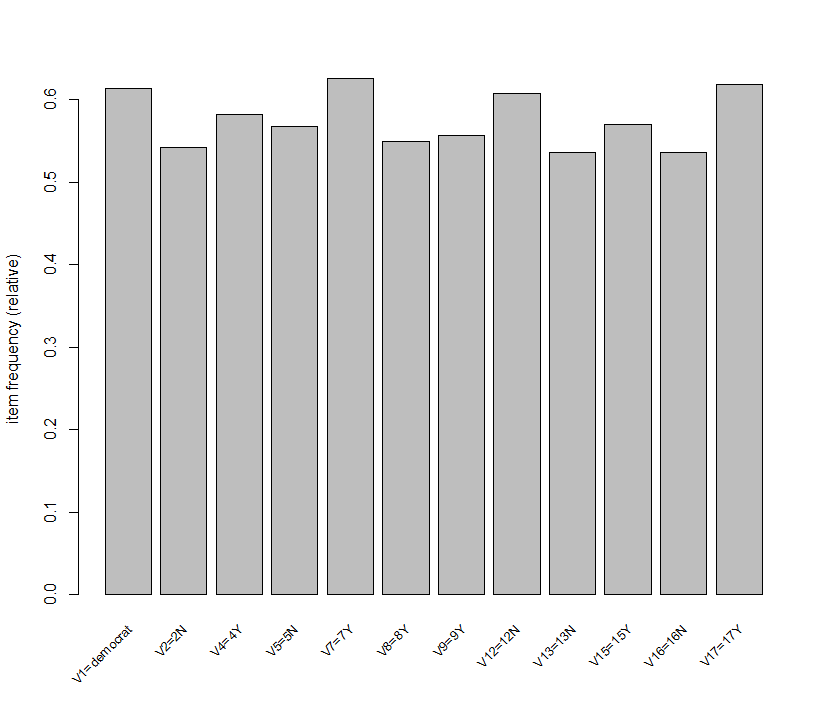 item frequency (relative)
0.6
0.5
0.4
0.3
0.2
0.1
0.0
V1=democrat
V2=2N
V4=4Y
V5=5N
V7=7Y
V8=8Y
V9=9Y
V12=12N
V13=13N
V15=15Y
V16=16N
V17=17Y